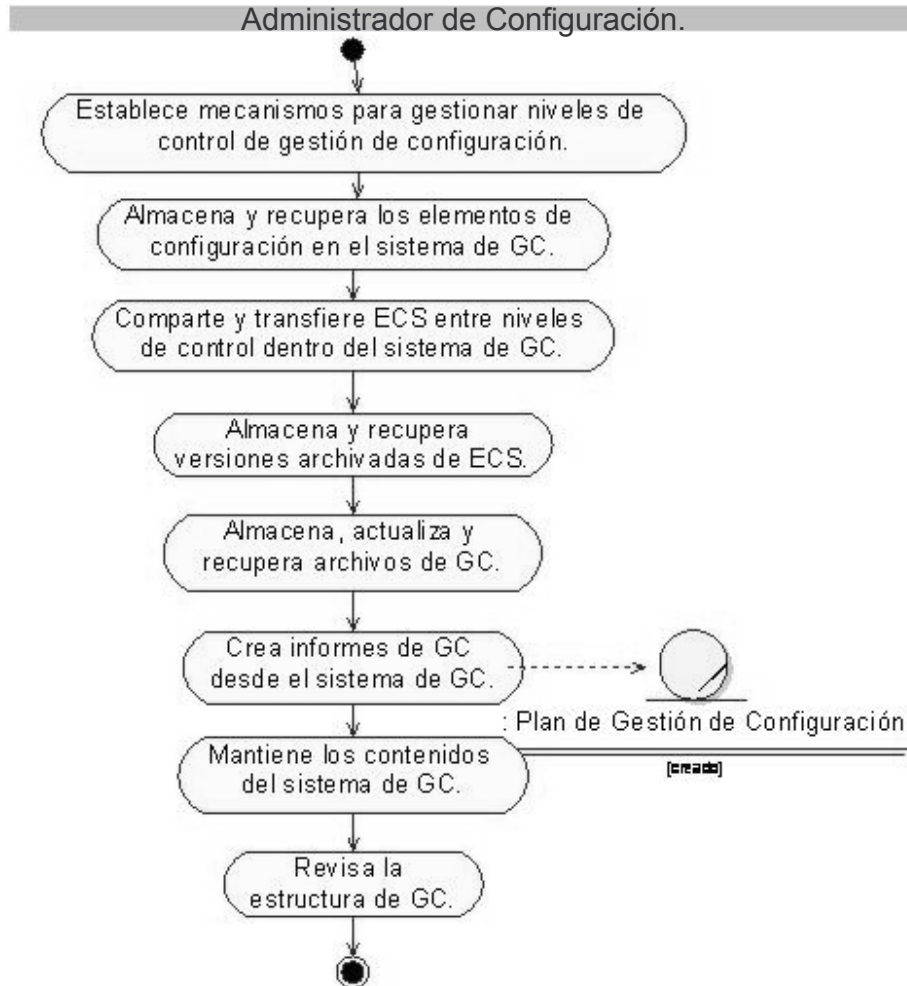 Administrador de Configuración.
Establece mecanismos para gestionar niveles de
control de gestión de configuración.
Almacena y recupera los elementos de
configuración en el sistema de GC.
Comparte y transfiere ECS entre niveles
de control dentro del sistema de GC.
Almacena y recupera
versiones archivadas de ECS.
Almacena, actualiza y
recupera archivos de GC.
Crea informes de GC
desde el sistema de GC.
: Plan de Gestión de Configuración
[creado]
Mantiene los contenidos
del sistema de GC.
Revisa la
estructura de GC.